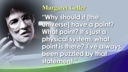 Margaret Geller
"Why should it [the
universe] have a point?
What point? It's just a
physical system, what
point is there? I've always
been puzzled by that
statement."